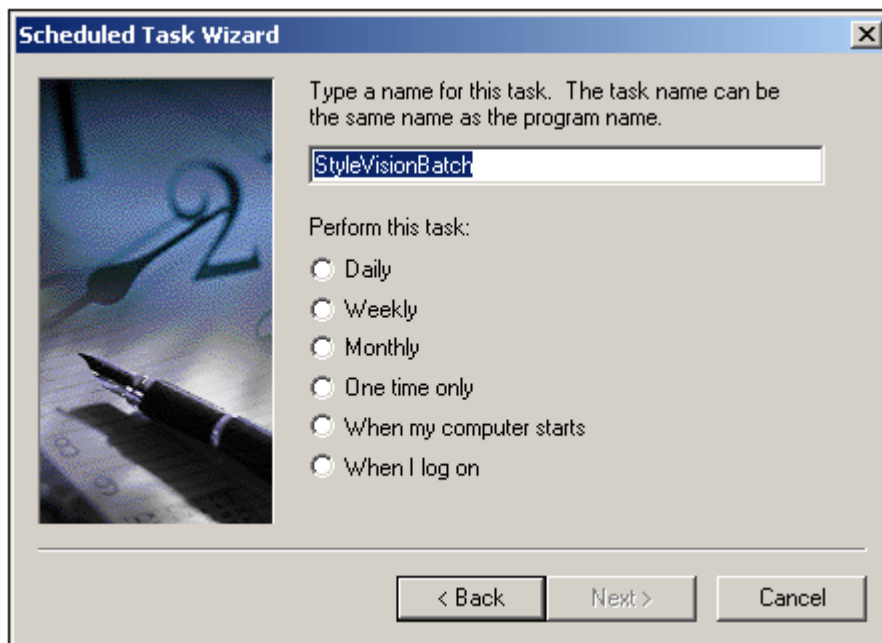 Scheduled Task Wizard
Type a name for this task.  The task name can be
the same name as the program name.
StyleVisionBatch
Perform this task:
Daily
Weekly
Monthly
One time only
When my computer starts
When I log on
< Back
Next >
Cancel